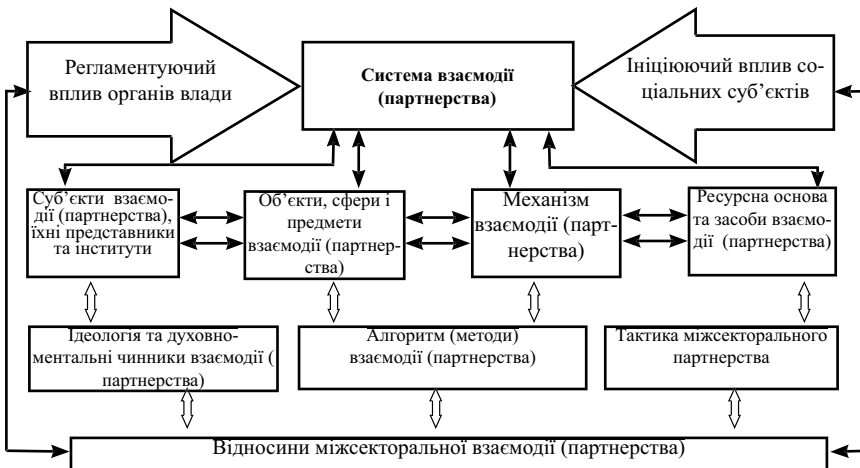 Регламентуючий
вплив органів влади
Система взаємодії
(партнерства)
Ініціюючий вплив со-
ціальних суб’єктів
Суб’єкти взаємо-
дії (партнерства),
їхні представники
та інститути
Об’єкти, сфери і
предмети
взаємодії (партнер-
ства)
Механізм
взаємодії (парт-
нерства)
Ресурсна основа
та засоби взаємо-
дії (партнерства)
Ідеологія та духовно-
ментальні чинники взаємодії (
партнерства)
Алгоритм (методи)
взаємодії (партнерства)
Тактика міжсекторального
партнерства
Відносини міжсекторальної взаємодії (партнерства)